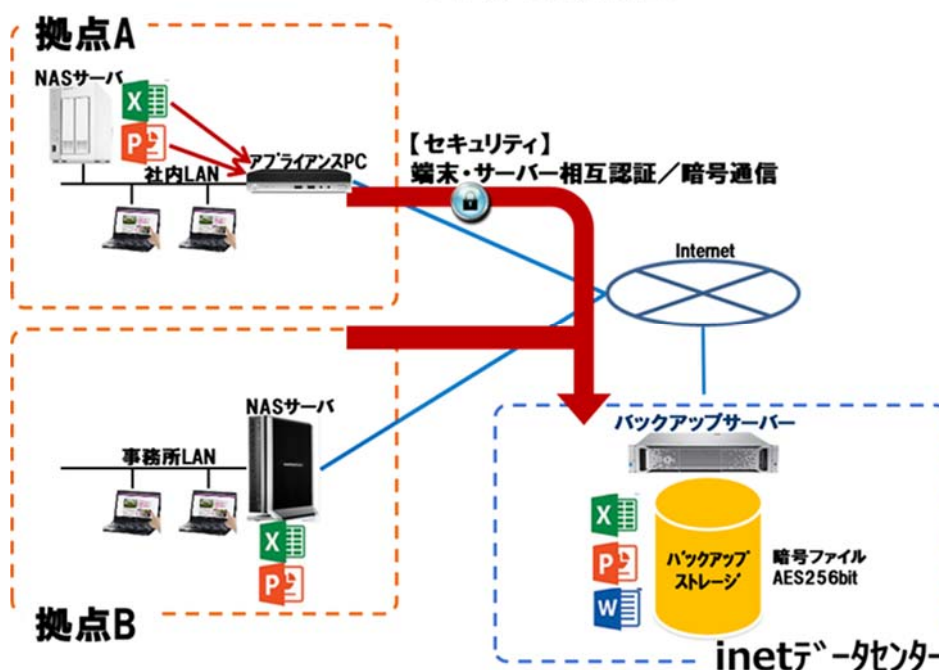 拠点A
NASサーバ
X
P
アプライアンスPC
社内LAN
【セキュリティ】
端末・サーバー相互認証／暗号通信
Internet
NASサーバ
事務所LAN
X
P
拠点B
バックアップサーバー
X
P
W
バックアップ
ストレージ
暗号ファイル
AES256bit
inetデータセンター